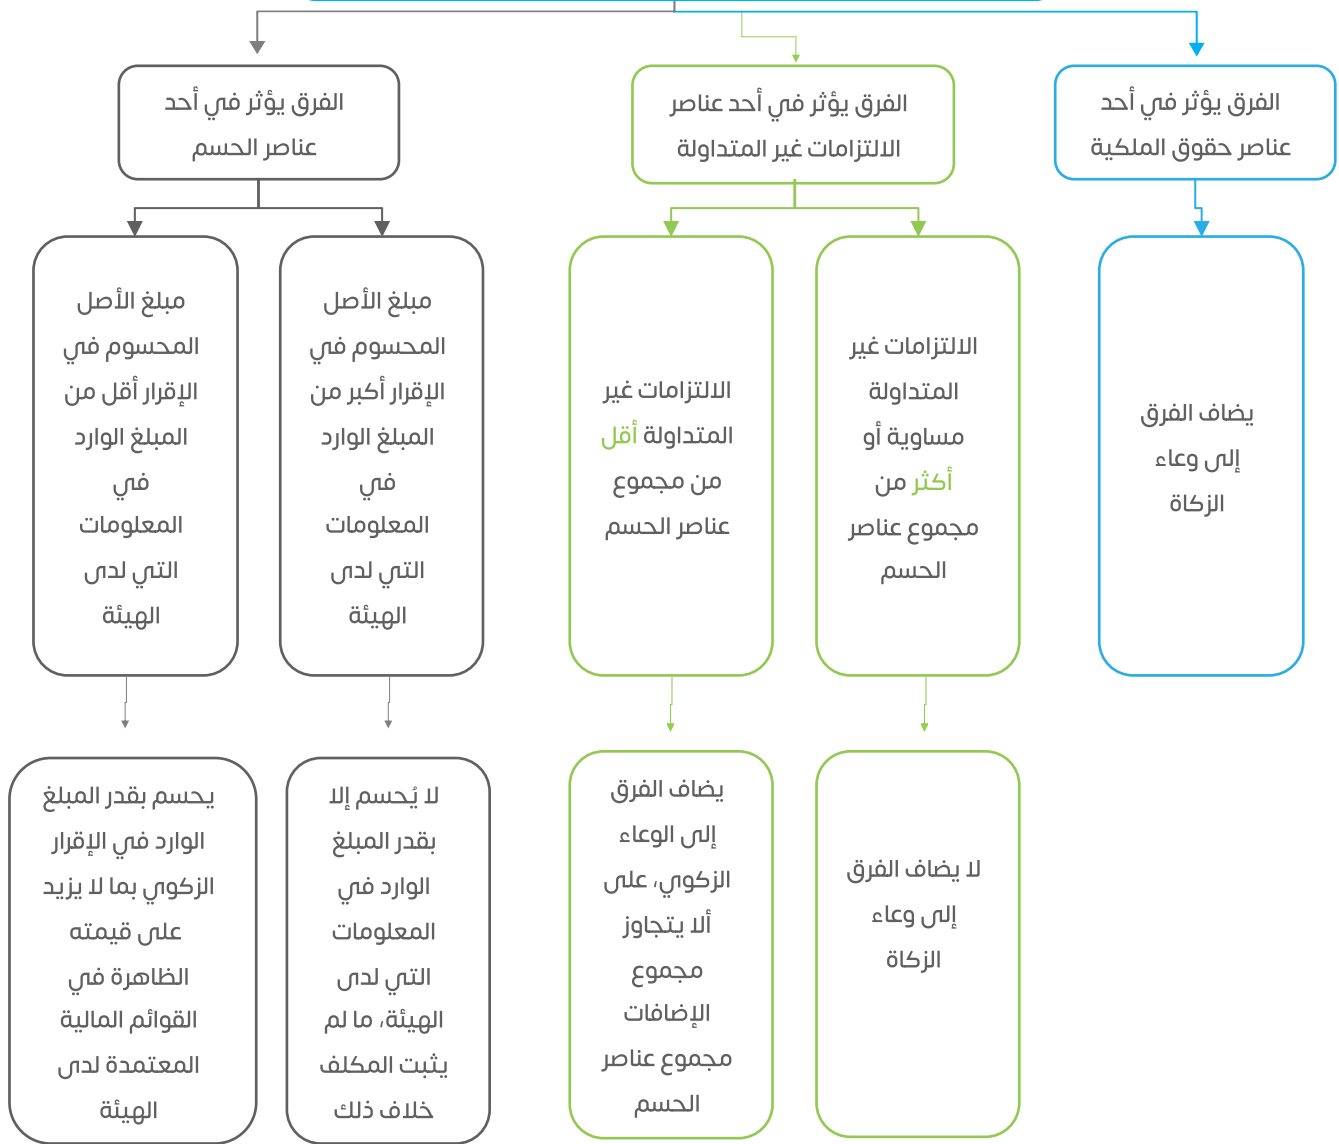 الفرق يؤثر في أحد
عناصر حقوق الملكية
الفرق يؤثر في أحد عناصر
الالتزامات غير المتداولة
الفرق يؤثر في أحد
عناصر الحسم
يضاف الفرق
إلى وعاء
الزكاة
الالتزامات غير
المتداولة
مساوية أو
أكثر من
مجموع عناصر
الحسم
الالتزامات غير
المتداولة أقل
من مجموع
عناصر الحسم
مبلغ الأصل
المحسوم في
الإقرار أكبر من
المبلغ الوارد
في
المعلومات
التي لدى
الهيئة
مبلغ الأصل
المحسوم في
الإقرار أقل من
المبلغ الوارد
في
المعلومات
التي لدى
الهيئة
لا يضاف الفرق
إلى وعاء
الزكاة
يضاف الفرق
إلى الوعاء
الزكوي، على
ألا يتجاوز
مجموع
الإضافات
مجموع عناصر
الحسم
لا يُحسم إلا
بقدر المبلغ
الوارد في
المعلومات
التي لدى
الهيئة، ما لم
يثبت المكلف
خلاف ذلك
يحسم بقدر المبلغ
الوارد في الإقرار
الزكوي بما لا يزيد
على قيمته
الظاهرة في
القوائم المالية
المعتمدة لدى
الهيئة